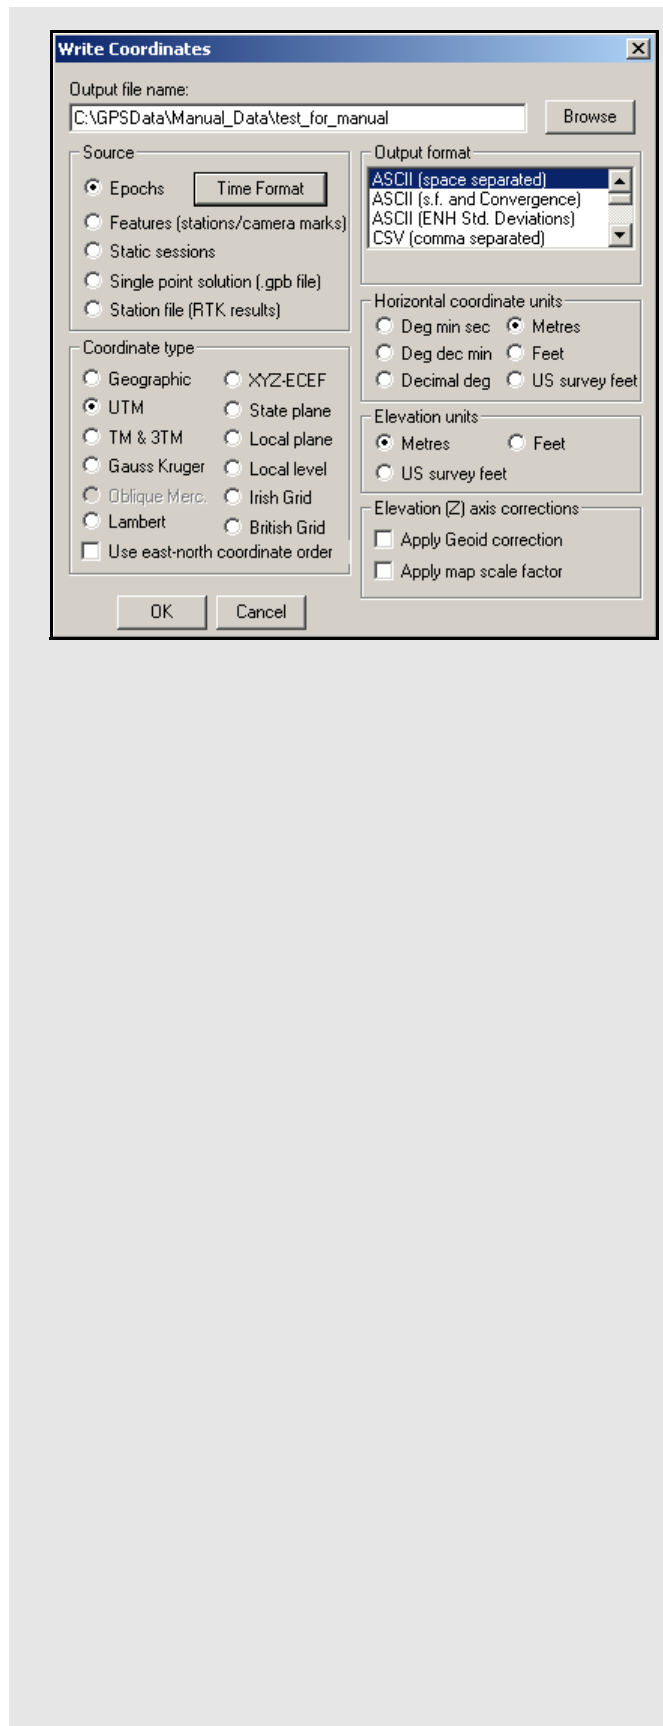 Write Coordinates
Output file name:
C:\GPSData\Manual_Data\test_for_manual
Browse
Source
Epochs
Time Format
Features (stations/camera marks)
Static sessions
Single point solution (.gpb file)
Station file (RTK results)
Output format
ASCII (space separated)
ASCII (s.f. and Convergence)
ASCII (ENH Std. Deviations)
CSV (comma separated)
Horizontal coordinate units
Deg min sec Metres
Deg dec min Feet
Decimal deg US survey feet
Coordinate type
Geographic XYZ-ECEF
UTM State plane
TM & 3TM Local plane
Gauss Kruger Local level
Oblique Merc. Irish Grid
Lambert British Grid
Use east-north coordinate order
Elevation units
Metres Feet
US survey feet
Elevation (Z) axis corrections
Apply Geoid correction
Apply map scale factor
OK Cancel